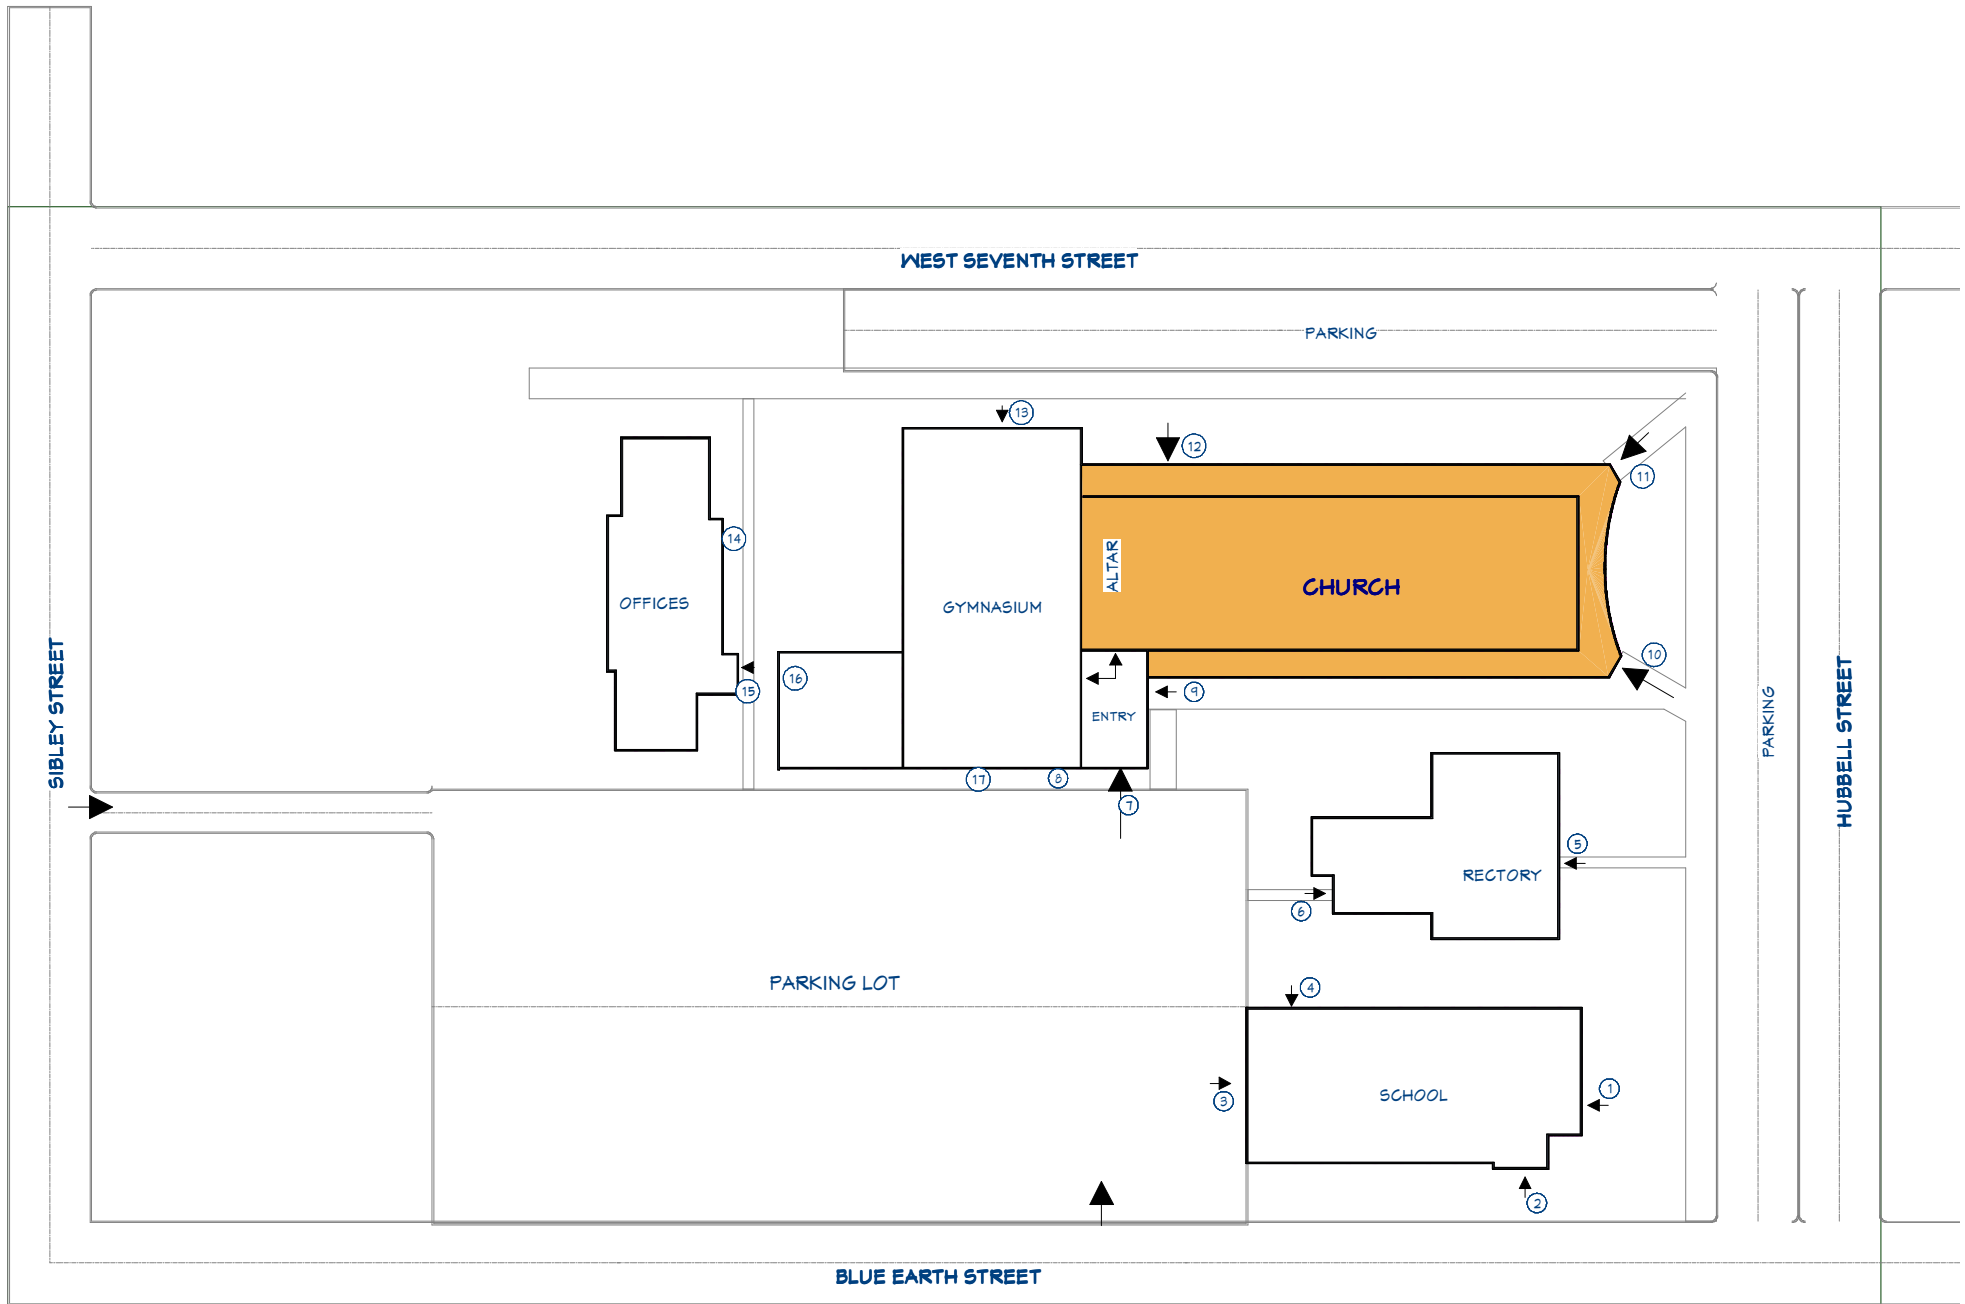 WEST SEVENTH STREET
PARKING
13
12
11
14
ALTAR
CHURCH
OFFICES
GYMNASIUM
10
16
15
9
ENTRY
SIBLEY STREET
HUBBELL STREET
PARKING
17
8
7
5
RECTORY
6
PARKING LOT
4
SCHOOL
1
3
2
BLUE EARTH STREET